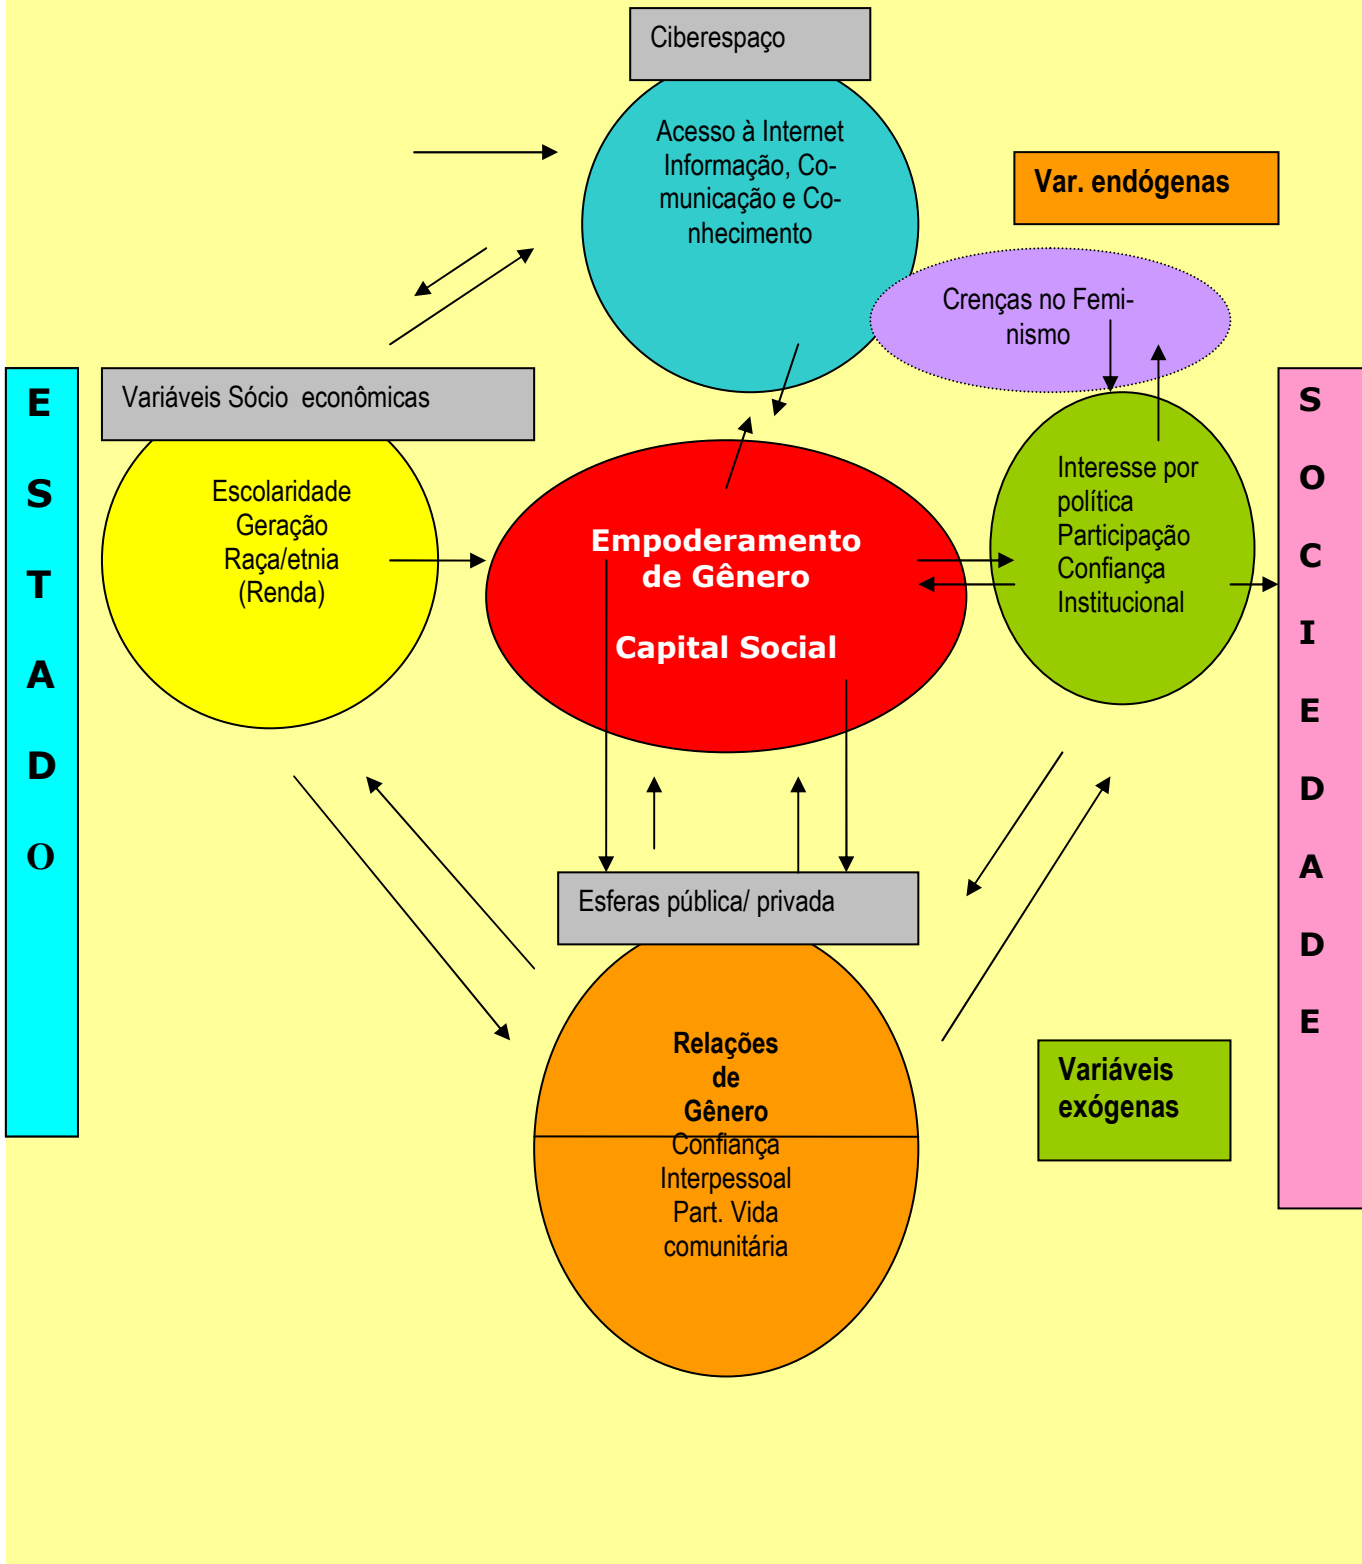 Ciberespaço
Acesso à Internet
Informação, Co-
municação e Co-
nhecimento
Var. endógenas
Crenças no Femi-
nismo
E
S
T
A
D
O
Variáveis Sócio  econômicas
Escolaridade
Geração
Raça/etnia
(Renda)
Empoderamento
de Gênero
Capital Social
Interesse por
política
Participação
Confiança
Institucional
S
O
C
I
E
D
A
D
E
Esferas pública/ privada
Relações
de
Gênero
Confiança
Interpessoal
Part. Vida
comunitária
Variáveis
exógenas